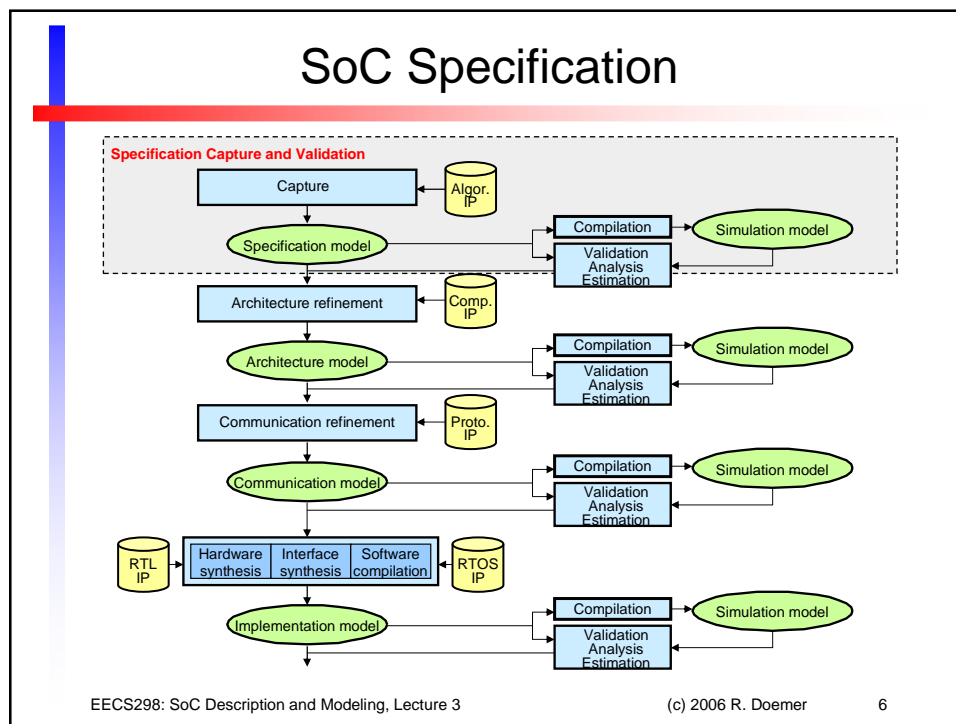 SoC Specification
Specification Capture and Validation
Capture
Algor.
IP
Specification model
Compilation
Simulation model
Validation
Analysis
Estimation
Architecture refinement
Comp.
IP
Architecture model
Compilation
Simulation model
Validation
Analysis
Estimation
Communication refinement
Proto.
IP
Communication model
Compilation
Simulation model
Validation
Analysis
Estimation
RTL
IP
Hardware
synthesis
Interface
synthesis
Software
compilation
RTOS
IP
Implementation model
Compilation
Simulation model
Validation
Analysis
Estimation
EECS298: SoC Description and Modeling, Lecture 3
(c) 2006 R. Doemer
6